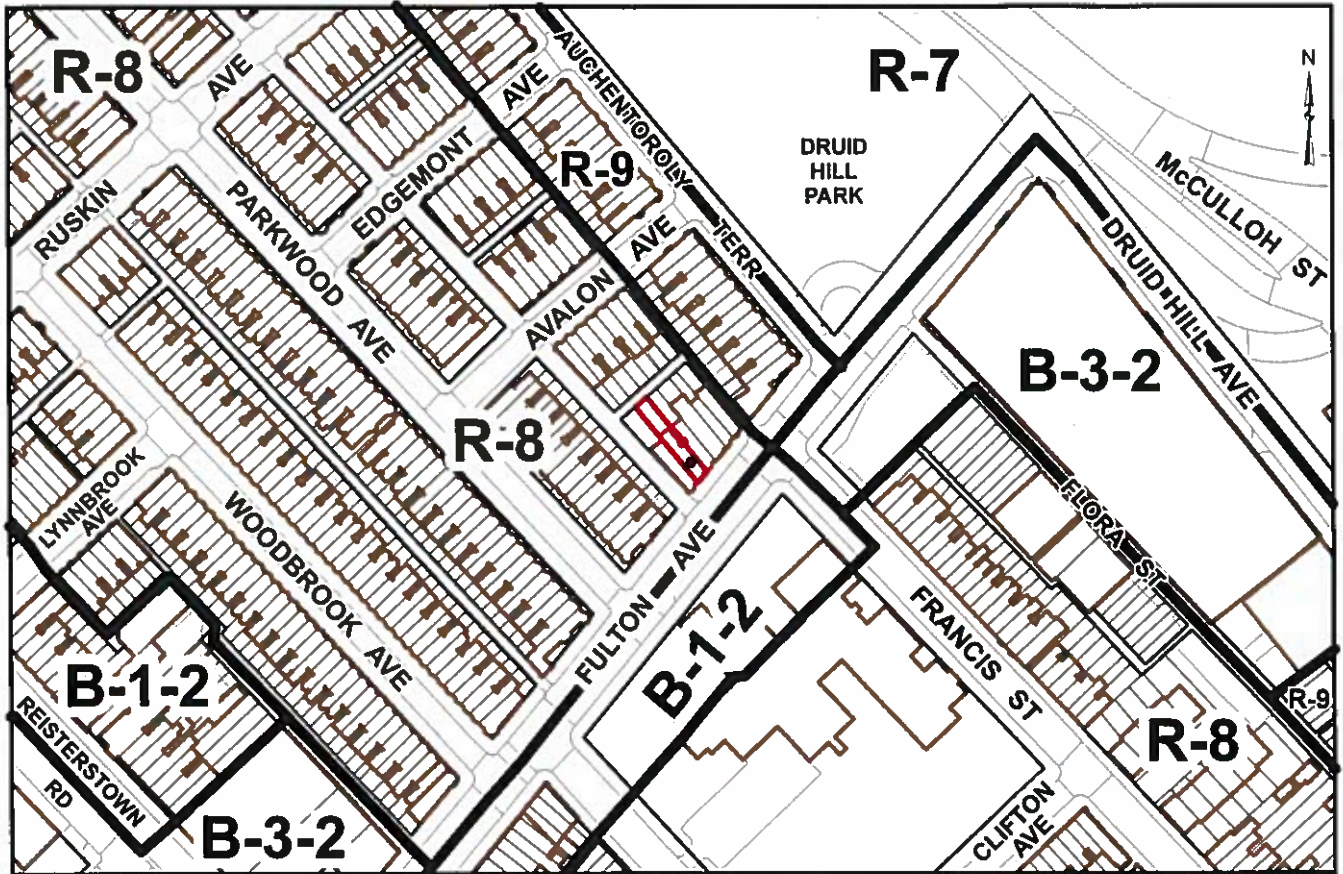 R-8
AVE
AUCHENTOROLY
TERR
R-7
N
DRUID
HILL
PARK
McCULLOH
ST
AVE
R-9
EDGEMONT
RUSKIN
PARKWOOD
AVE
AVE
AVALON
DRUID HILL AVE
B-3-2
R-8
LYNNBROOK
AVE
WOODBROOK
AVE
FLORA ST
FULTON AVE
FRANCIS ST
B-1-2
B-1-2
REISTERSTOWN
RD
R-9
R-8
B-3-2
CLIFTON
AVE